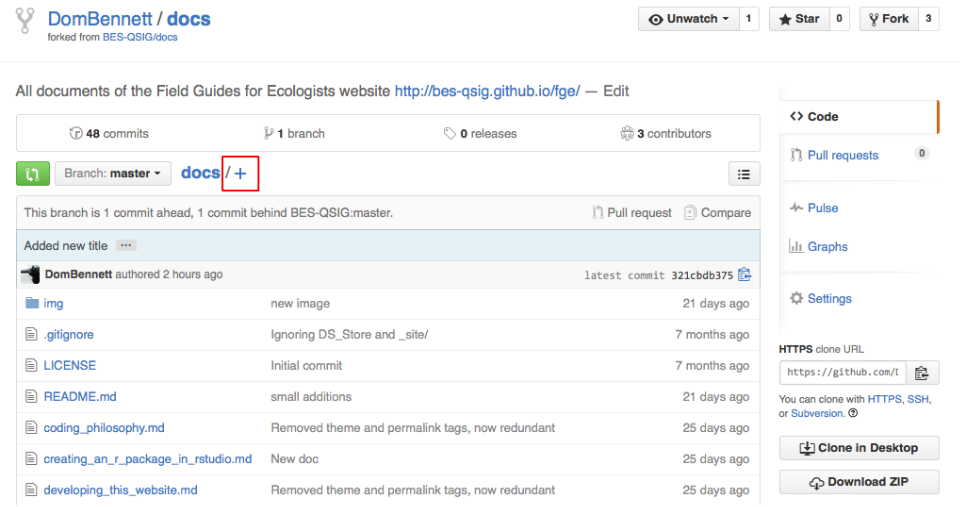 DomBennett / docs
forked from BES-QSIG/docs
Unwatch 1
Star 0
Fork 3
All documents of the Field Guides for Ecologists website http://bes-qsig.github.io/fge/ — Edit
48 commits
1 branch
0 releases
3 contributors
Branch: master
docs / +
This branch is 1 commit ahead, 1 commit behind BES-QSIG:master.
Pull request
Compare
Added new title ...
DomBennett authored 2 hours ago
latest commit 321cbdb375
img new image 21 days ago
.gitignore Ignoring DS_Store and _site/ 7 months ago
LICENSE Initial commit 7 months ago
README.md small additions 21 days ago
coding_philosophy.md Removed theme and permalink tags, now redundant 25 days ago
creating_an_r_package_in_rstudio.md New doc 25 days ago
developing_this_website.md Removed theme and permalink tags, now redundant 25 days ago
<> Code
Pull requests 0
Pulse
Graphs
Settings
HTTPS clone URL
https://github.com/
You can clone with HTTPS, SSH,
or Subversion.
Clone in Desktop
Download ZIP